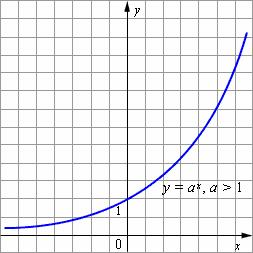 y
y = aˣ, a > 1
1
0
x